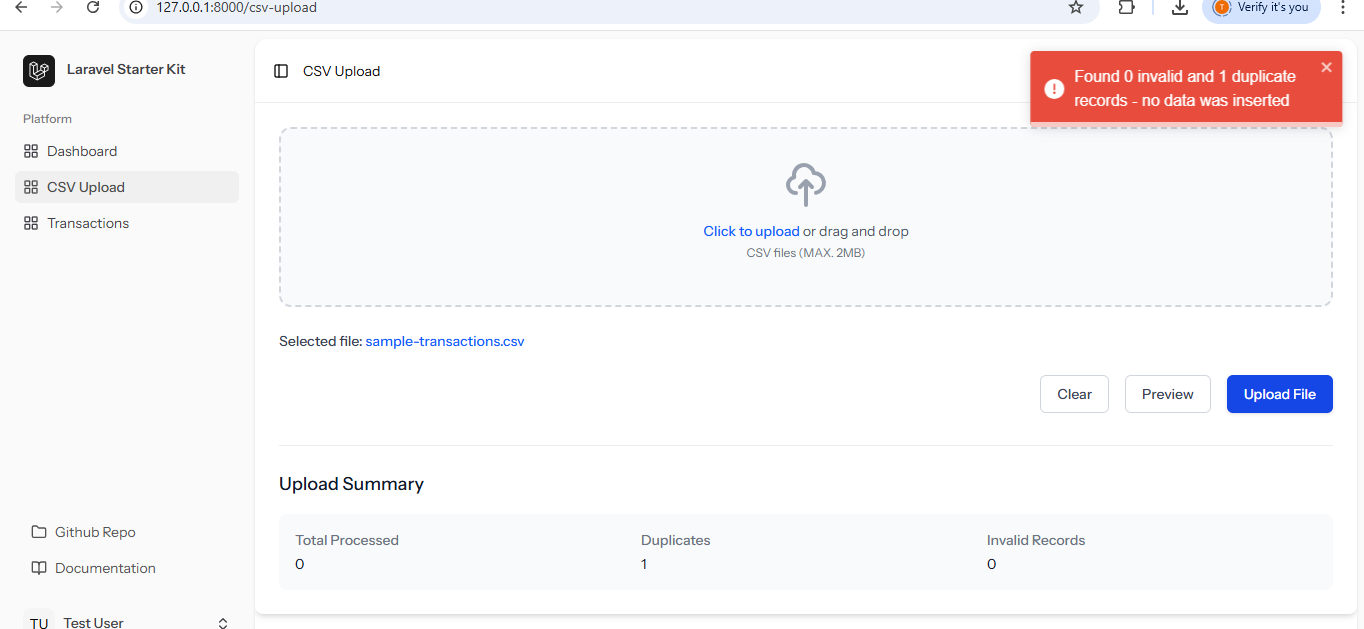 127.0.0.1:8000/csv-upload
Verify it's you
Laravel Starter Kit
Platform
Dashboard
CSV Upload
Transactions
Github Repo
Documentation
TU Test User
CSV Upload
Found 0 invalid and 1 duplicate
records - no data was inserted
Click to upload or drag and drop
CSV files (MAX. 2MB)
Selected file: sample-transactions.csv
Clear Preview Upload File
Upload Summary
Total Processed Duplicates Invalid Records
0 1 0